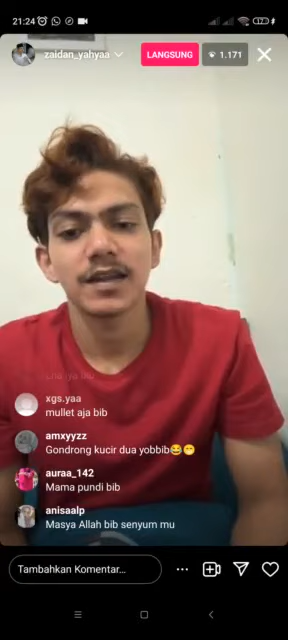 21:24
zaidan_yahyaa
LANGSUNG
1.171
xgs.yaa
mullet aja bib
amxyyzz
Gondrong kucir dua yobbib😂😁
auraa_142
Mama pundi bib
anisaalp
Masya Allah bib senyum mu
Tambahkan Komentar...